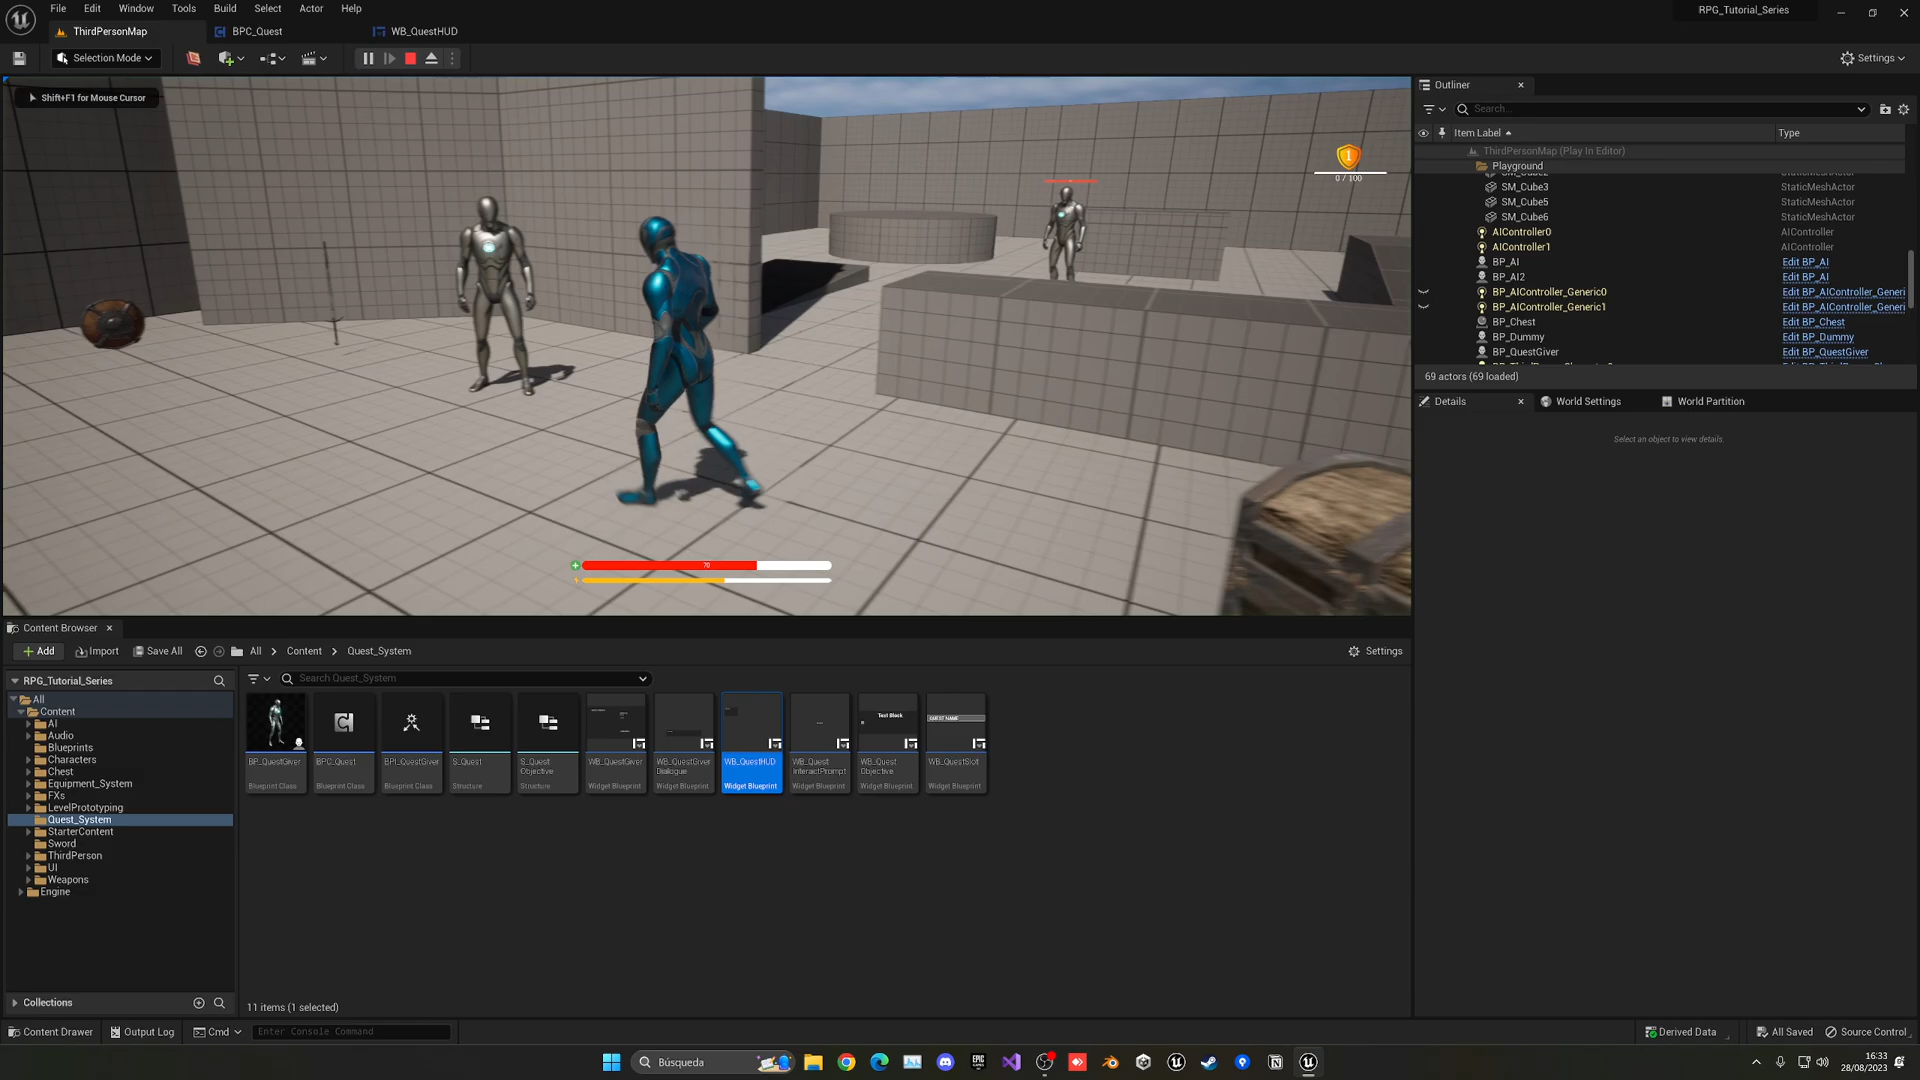 File Edit Window Tools Build Select Actor Help
RPG_Tutorial_Series
ThirdPersonMap
BPC_Quest
WB_QuestHUD
Selection Mode
Settings
Shift+F1 for Mouse Cursor
1
0 / 100
70
Outliner
Search...
Item Label
Type
ThirdPersonMap (Play In Editor)
Playground
SM_Cube2 StaticMeshActor
SM_Cube3 StaticMeshActor
SM_Cube5 StaticMeshActor
SM_Cube6 StaticMeshActor
AIController0 AIController
AIController1 AIController
BP_AI Edit BP_AI
BP_AI2 Edit BP_AI
BP_AIController_Generic0 Edit BP_AIController_Generi
BP_AIController_Generic1 Edit BP_AIController_Generi
BP_Chest Edit BP_Chest
BP_Dummy Edit BP_Dummy
BP_QuestGiver Edit BP_QuestGiver
69 actors (69 loaded)
Details
World Settings
World Partition
Select an object to view details.
Content Browser
Add
Import
Save All
All
Content
Quest_System
Settings
RPG_Tutorial_Series
Search Quest_System
All
Content
AI
Audio
Blueprints
Characters
Chest
Equipment_System
FXs
LevelPrototyping
Quest_System
StarterContent
Sword
ThirdPerson
UI
Weapons
Engine
Text Block
QUEST NAME
BP_QuestGiver
Blueprint Class
BPC_Quest
Blueprint Class
BPI_QuestGiver
Blueprint Class
S_Quest
Structure
S_Quest
Objective
Structure
WB_QuestGiver
Widget Blueprint
WB_QuestGiver
Dialogue
Widget Blueprint
WB_QuestHUD
Widget Blueprint
WB_Quest
InteractPrompt
Widget Blueprint
WB_Quest
Objective
Widget Blueprint
WB_QuestSlot
Widget Blueprint
11 items (1 selected)
Collections
Content Drawer
Output Log
Cmd
Enter Console Command
Derived Data
All Saved
Source Control
Búsqueda
16:33
28/08/2023